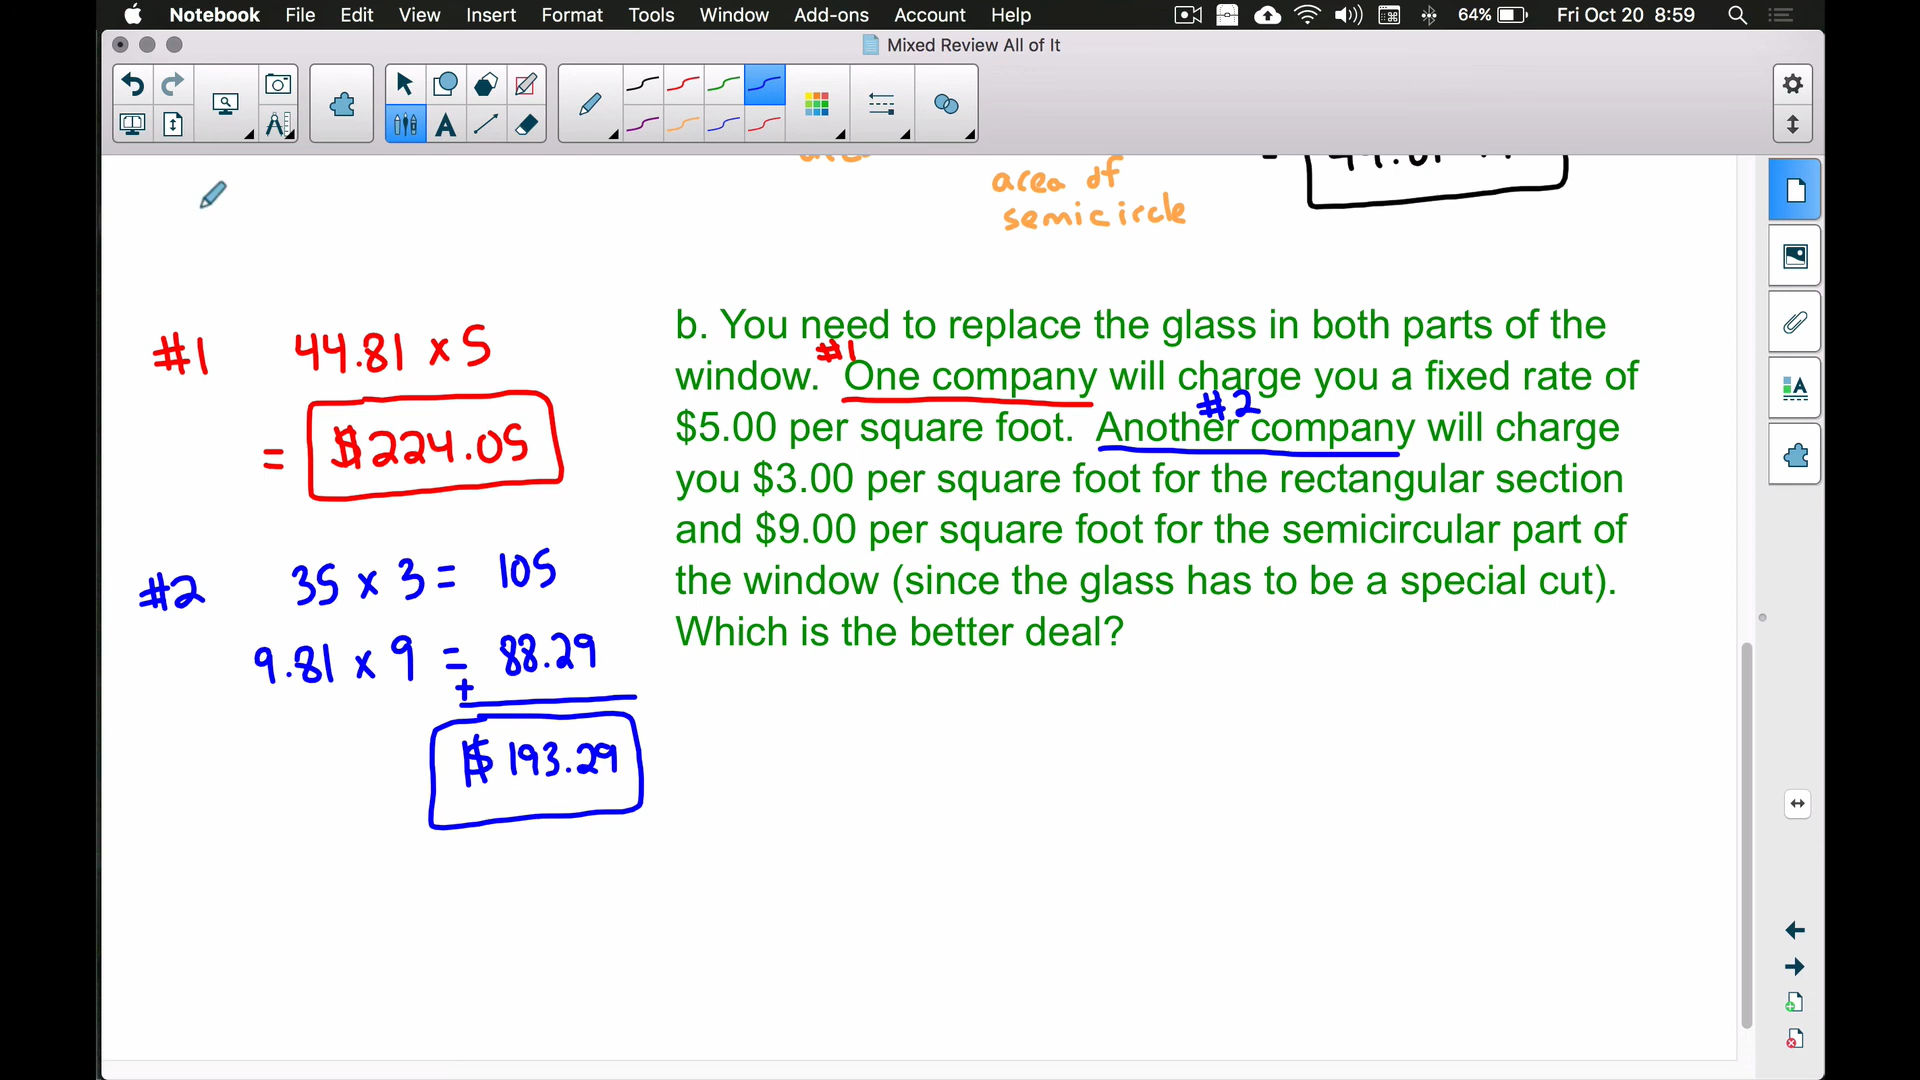 Notebook File Edit View Insert Format Tools Window Add-ons Account Help 64% Fri Oct 20 8:59
Mixed Review All of It
area of
semicircle
#1 44.81 x 5
= $224.05
#2 35 x 3 = 105
9.81 x 9 = 88.29
+
$ 193.29
b. You need to replace the glass in both parts of the
#1
window. One company will charge you a fixed rate of
#2
$5.00 per square foot. Another company will charge
you $3.00 per square foot for the rectangular section
and $9.00 per square foot for the semicircular part of
the window (since the glass has to be a special cut).
Which is the better deal?